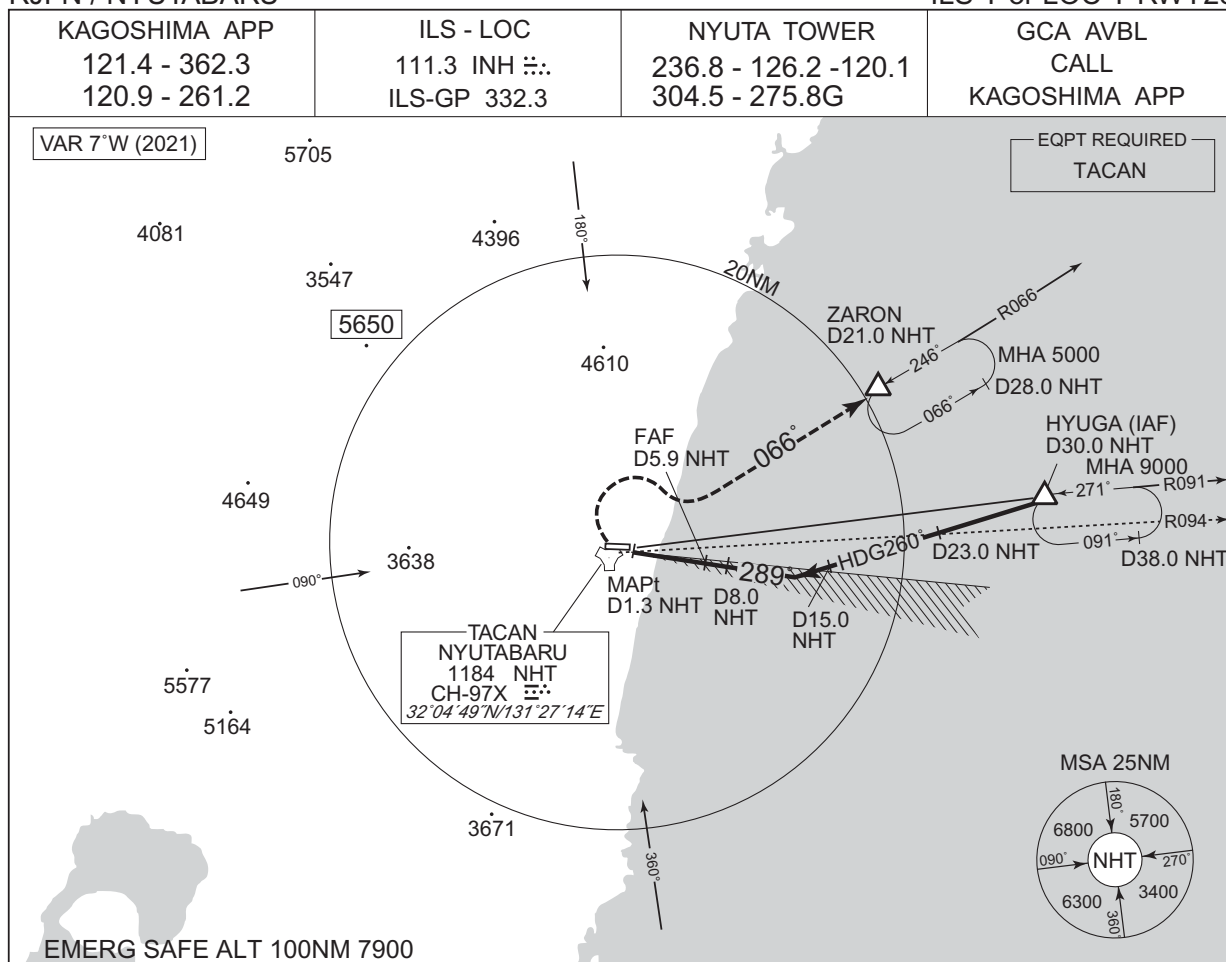 KAGOSHIMA APP
121.4 - 362.3
120.9 - 261.2
ILS - LOC
111.3 INH
ILS-GP 332.3
NYUTA TOWER
236.8 - 126.2 -120.1
304.5 - 275.8G
GCA AVBL
CALL
KAGOSHIMA APP
VAR 7°W (2021)
EQPT REQUIRED
TACAN
5705
4081
4396
3547
5650
4610
180°
20NM
ZARON
D21.0 NHT
R066
246°
MHA 5000
D28.0 NHT
066°
066°
FAF
D5.9 NHT
HYUGA (IAF)
D30.0 NHT
MHA 9000
271°
R091
R094
091°
D38.0 NHT
D23.0 NHT
HDG260°
289°
D8.0
NHT
D15.0
NHT
MAPt
D1.3 NHT
4649
3638
090°
TACAN
NYUTABARU
1184 NHT
CH-97X
32°04′49″N/131°27′14″E
5577
5164
3671
360°
MSA 25NM
180°
6800
5700
090°
NHT
270°
6300
3400
360°
EMERG SAFE ALT 100NM 7900